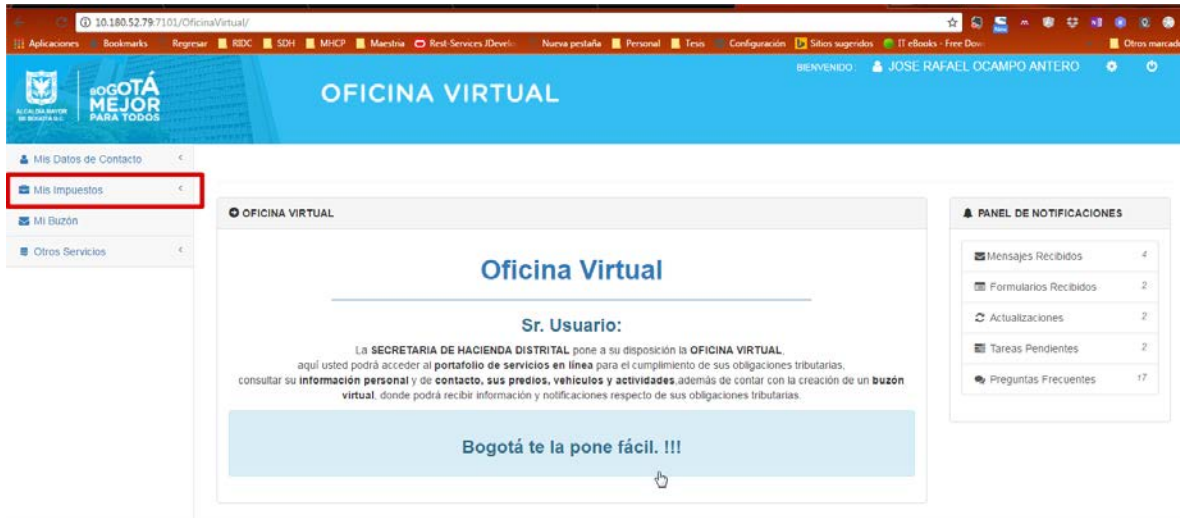 10.180.52.79:7101/OficinaVirtual/
Aplicaciones Bookmarks Regresar RIDC SDH MHCP Maestria Rest-Services JDevelo Nueva pestaña Personal Tesis Configuración Sitios sugeridos IT eBooks - Free Dow Otros marcad
BIENVENIDO: JOSE RAFAEL OCAMPO ANTERO
ALCALDÍA MAYOR
DE BOGOTÁ D.C.
BOGOTÁ
MEJOR
PARA TODOS
OFICINA VIRTUAL
Mis Datos de Contacto
Mis Impuestos
Mi Buzón
Otros Servicios
OFICINA VIRTUAL
Oficina Virtual
Sr. Usuario:
La SECRETARIA DE HACIENDA DISTRITAL pone a su disposición la OFICINA VIRTUAL,
aquí usted podrá acceder al portafolio de servicios en línea para el cumplimiento de sus obligaciones tributarias,
consultar su información personal y de contacto, sus predios, vehículos y actividades,además de contar con la creación de un buzón
virtual, donde podrá recibir información y notificaciones respecto de sus obligaciones tributarias.
Bogotá te la pone fácil. !!!
PANEL DE NOTIFICACIONES
Mensajes Recibidos 4
Formularios Recibidos 2
Actualizaciones 2
Tareas Pendientes 2
Preguntas Frecuentes 17